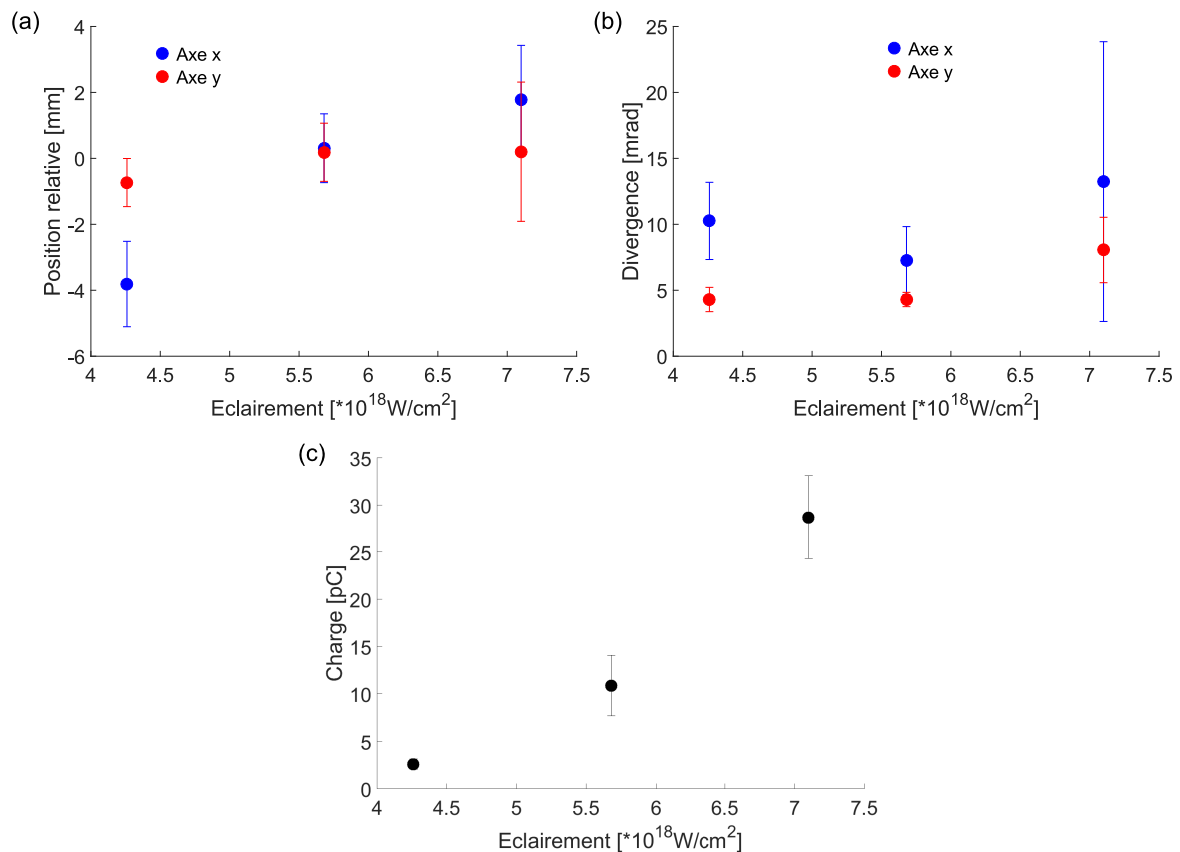 (a)
Axe x
Axe y
Position relative [mm]
4
2
0
-2
-4
-6
4 4.5 5 5.5 6 6.5 7 7.5
Eclairement [*10^18W/cm^2]
(b)
Axe x
Axe y
Divergence [mrad]
25
20
15
10
5
0
4 4.5 5 5.5 6 6.5 7 7.5
Eclairement [*10^18W/cm^2]
(c)
Charge [pC]
35
30
25
20
15
10
5
0
4 4.5 5 5.5 6 6.5 7 7.5
Eclairement [*10^18W/cm^2]